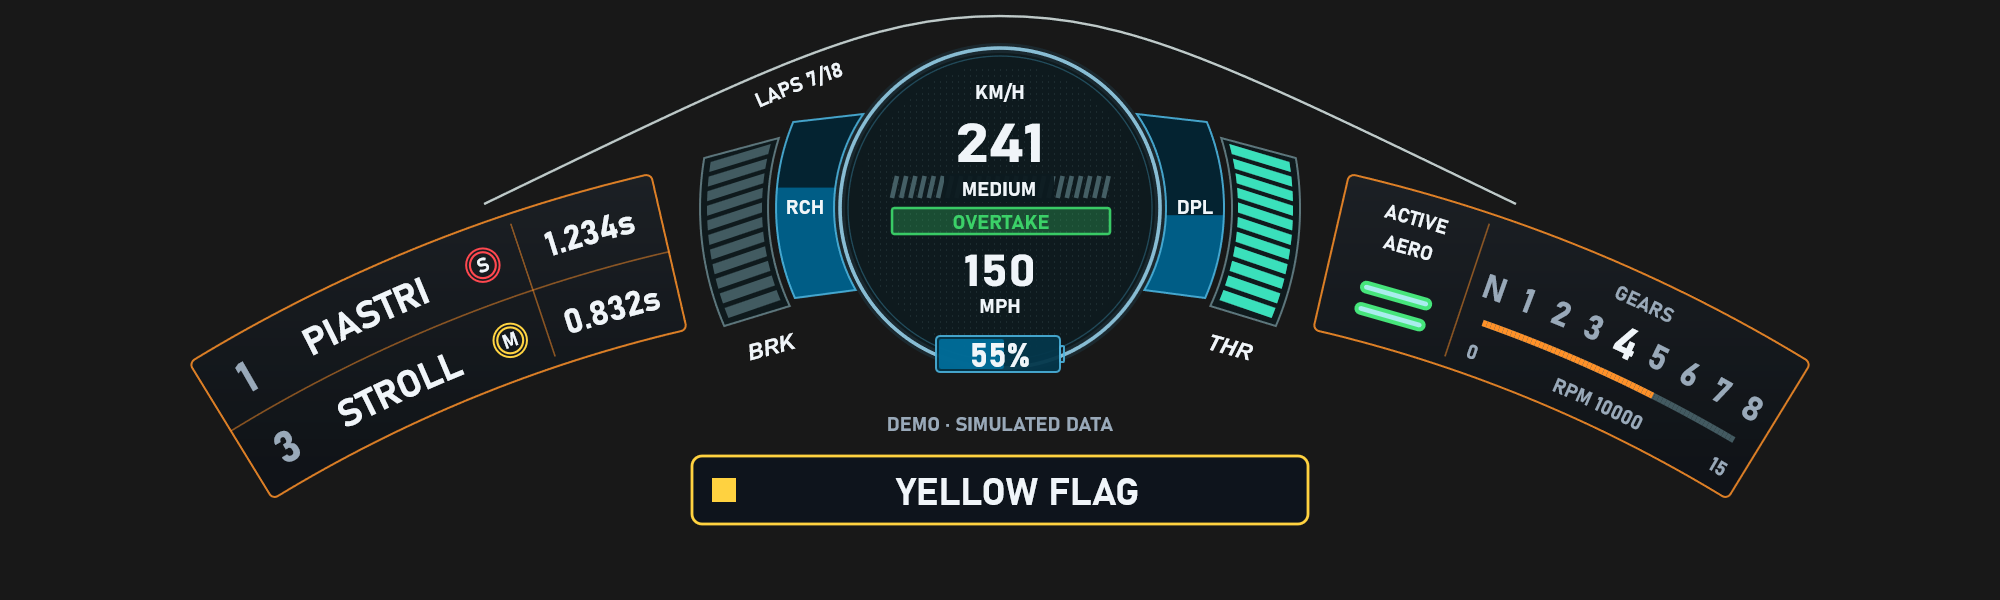 LAPS 7/18
1 PIASTRI S 1.234s
3 STROLL M 0.832s
BRK
RCH
KM/H
241
MEDIUM
OVERTAKE
150
MPH
55%
DPL
THR
ACTIVE
AERO
GEARS
N 1 2 3 4 5 6 7 8
0
RPM 10000
15
DEMO · SIMULATED DATA
YELLOW FLAG